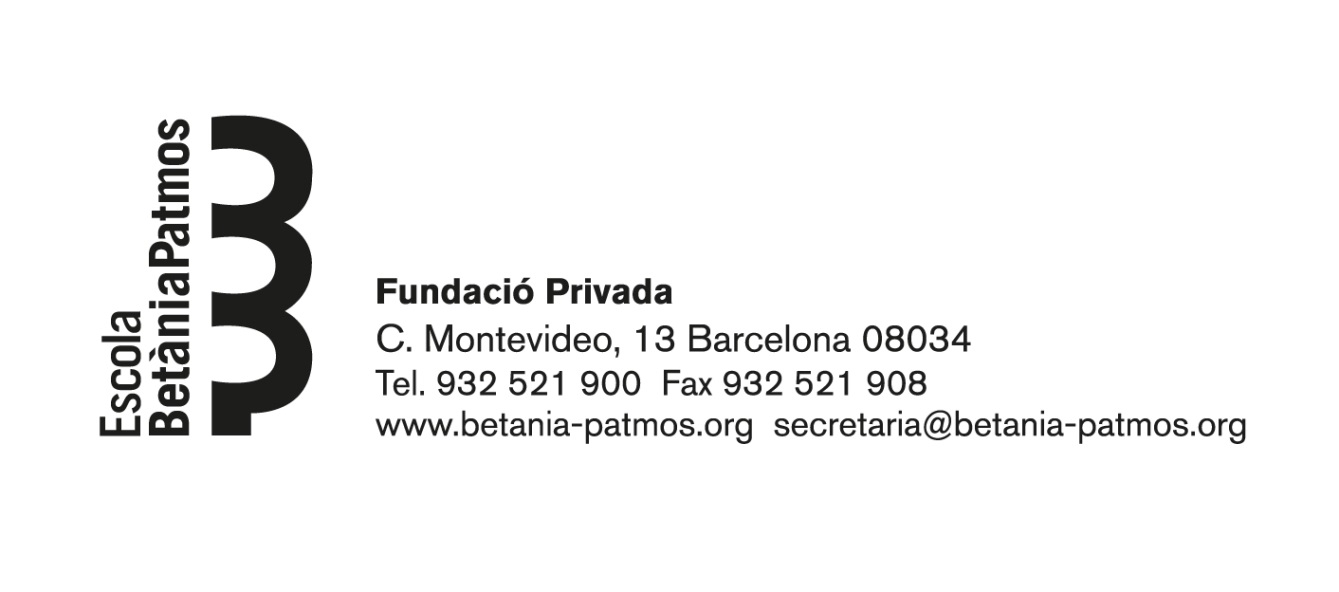 Escola
BetàniaPatmos
Fundació Privada
C. Montevideo, 13 Barcelona 08034
Tel. 932 521 900  Fax 932 521 908
www.betania-patmos.org  secretaria@betania-patmos.org